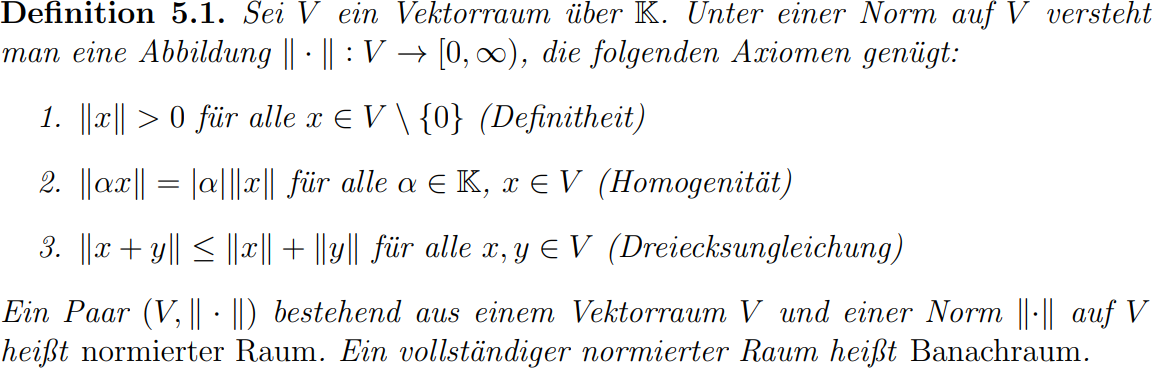 Definition 5.1. Sei V ein Vektorraum über 𝕂. Unter einer Norm auf V versteht
man eine Abbildung ‖ · ‖ : V → [0, ∞), die folgenden Axiomen genügt:
1. ‖x‖ > 0 für alle x ∈ V \ {0} (Definitheit)
2. ‖αx‖ = |α|‖x‖ für alle α ∈ 𝕂, x ∈ V (Homogenität)
3. ‖x + y‖ ≤ ‖x‖ + ‖y‖ für alle x, y ∈ V (Dreiecksungleichung)
Ein Paar (V, ‖ · ‖) bestehend aus einem Vektorraum V und einer Norm ‖·‖ auf V
heißt normierter Raum. Ein vollständiger normierter Raum heißt Banachraum.